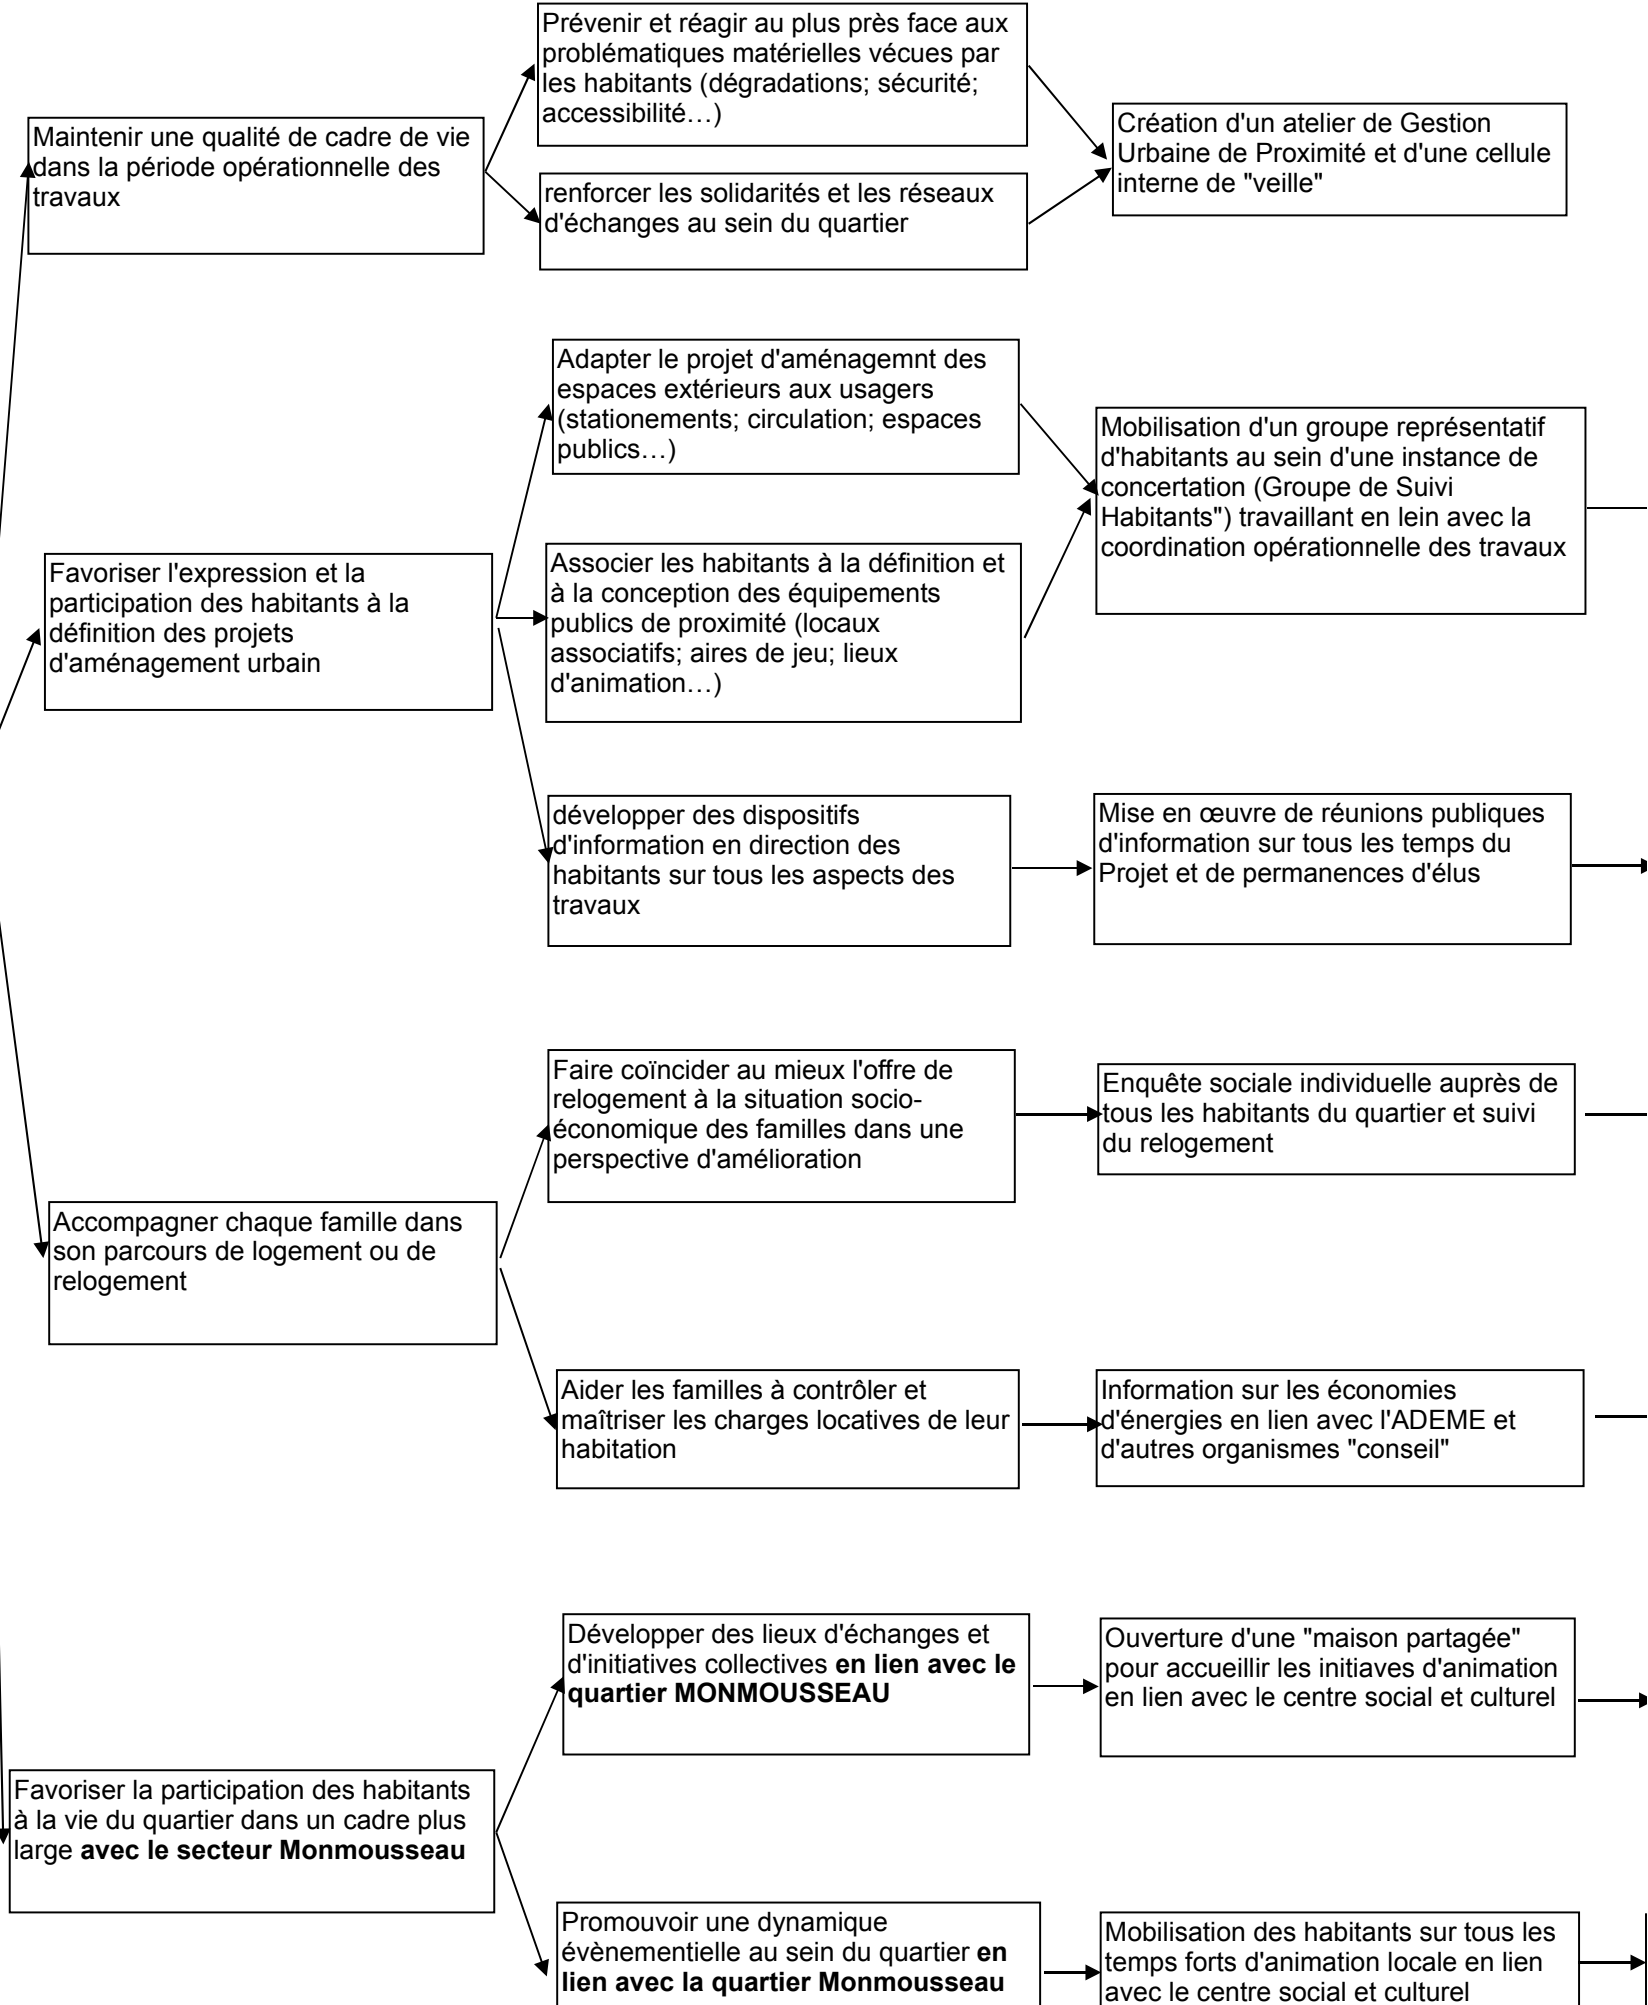 Prévenir et réagir au plus près face aux
problématiques matérielles vécues par
les habitants (dégradations; sécurité;
accessibilité…)
Maintenir une qualité de cadre de vie
dans la période opérationnelle des
travaux
Création d'un atelier de Gestion
Urbaine de Proximité et d'une cellule
interne de "veille"
renforcer les solidarités et les réseaux
d'échanges au sein du quartier
Adapter le projet d'aménagemnt des
espaces extérieurs aux usagers
(stationements; circulation; espaces
publics…)
Mobilisation d'un groupe représentatif
d'habitants au sein d'une instance de
concertation (Groupe de Suivi
Habitants") travaillant en lein avec la
coordination opérationnelle des travaux
Favoriser l'expression et la
participation des habitants à la
définition des projets
d'aménagement urbain
Associer les habitants à la définition et
à la conception des équipements
publics de proximité (locaux
associatifs; aires de jeu; lieux
d'animation…)
développer des dispositifs
d'information en direction des
habitants sur tous les aspects des
travaux
Mise en œuvre de réunions publiques
d'information sur tous les temps du
Projet et de permanences d'élus
Faire coïncider au mieux l'offre de
relogement à la situation socio-
économique des familles dans une
perspective d'amélioration
Enquête sociale individuelle auprès de
tous les habitants du quartier et suivi
du relogement
Accompagner chaque famille dans
son parcours de logement ou de
relogement
Aider les familles à contrôler et
maîtriser les charges locatives de leur
habitation
Information sur les économies
d'énergies en lien avec l'ADEME et
d'autres organismes "conseil"
Développer des lieux d'échanges et
d'initiatives collectives en lien avec le
quartier MONMOUSSEAU
Ouverture d'une "maison partagée"
pour accueillir les initiaves d'animation
en lien avec le centre social et culturel
Favoriser la participation des habitants
à la vie du quartier dans un cadre plus
large avec le secteur Monmousseau
Promouvoir une dynamique
évènementielle au sein du quartier en
lien avec la quartier Monmousseau
Mobilisation des habitants sur tous les
temps forts d'animation locale en lien
avec le centre social et culturel